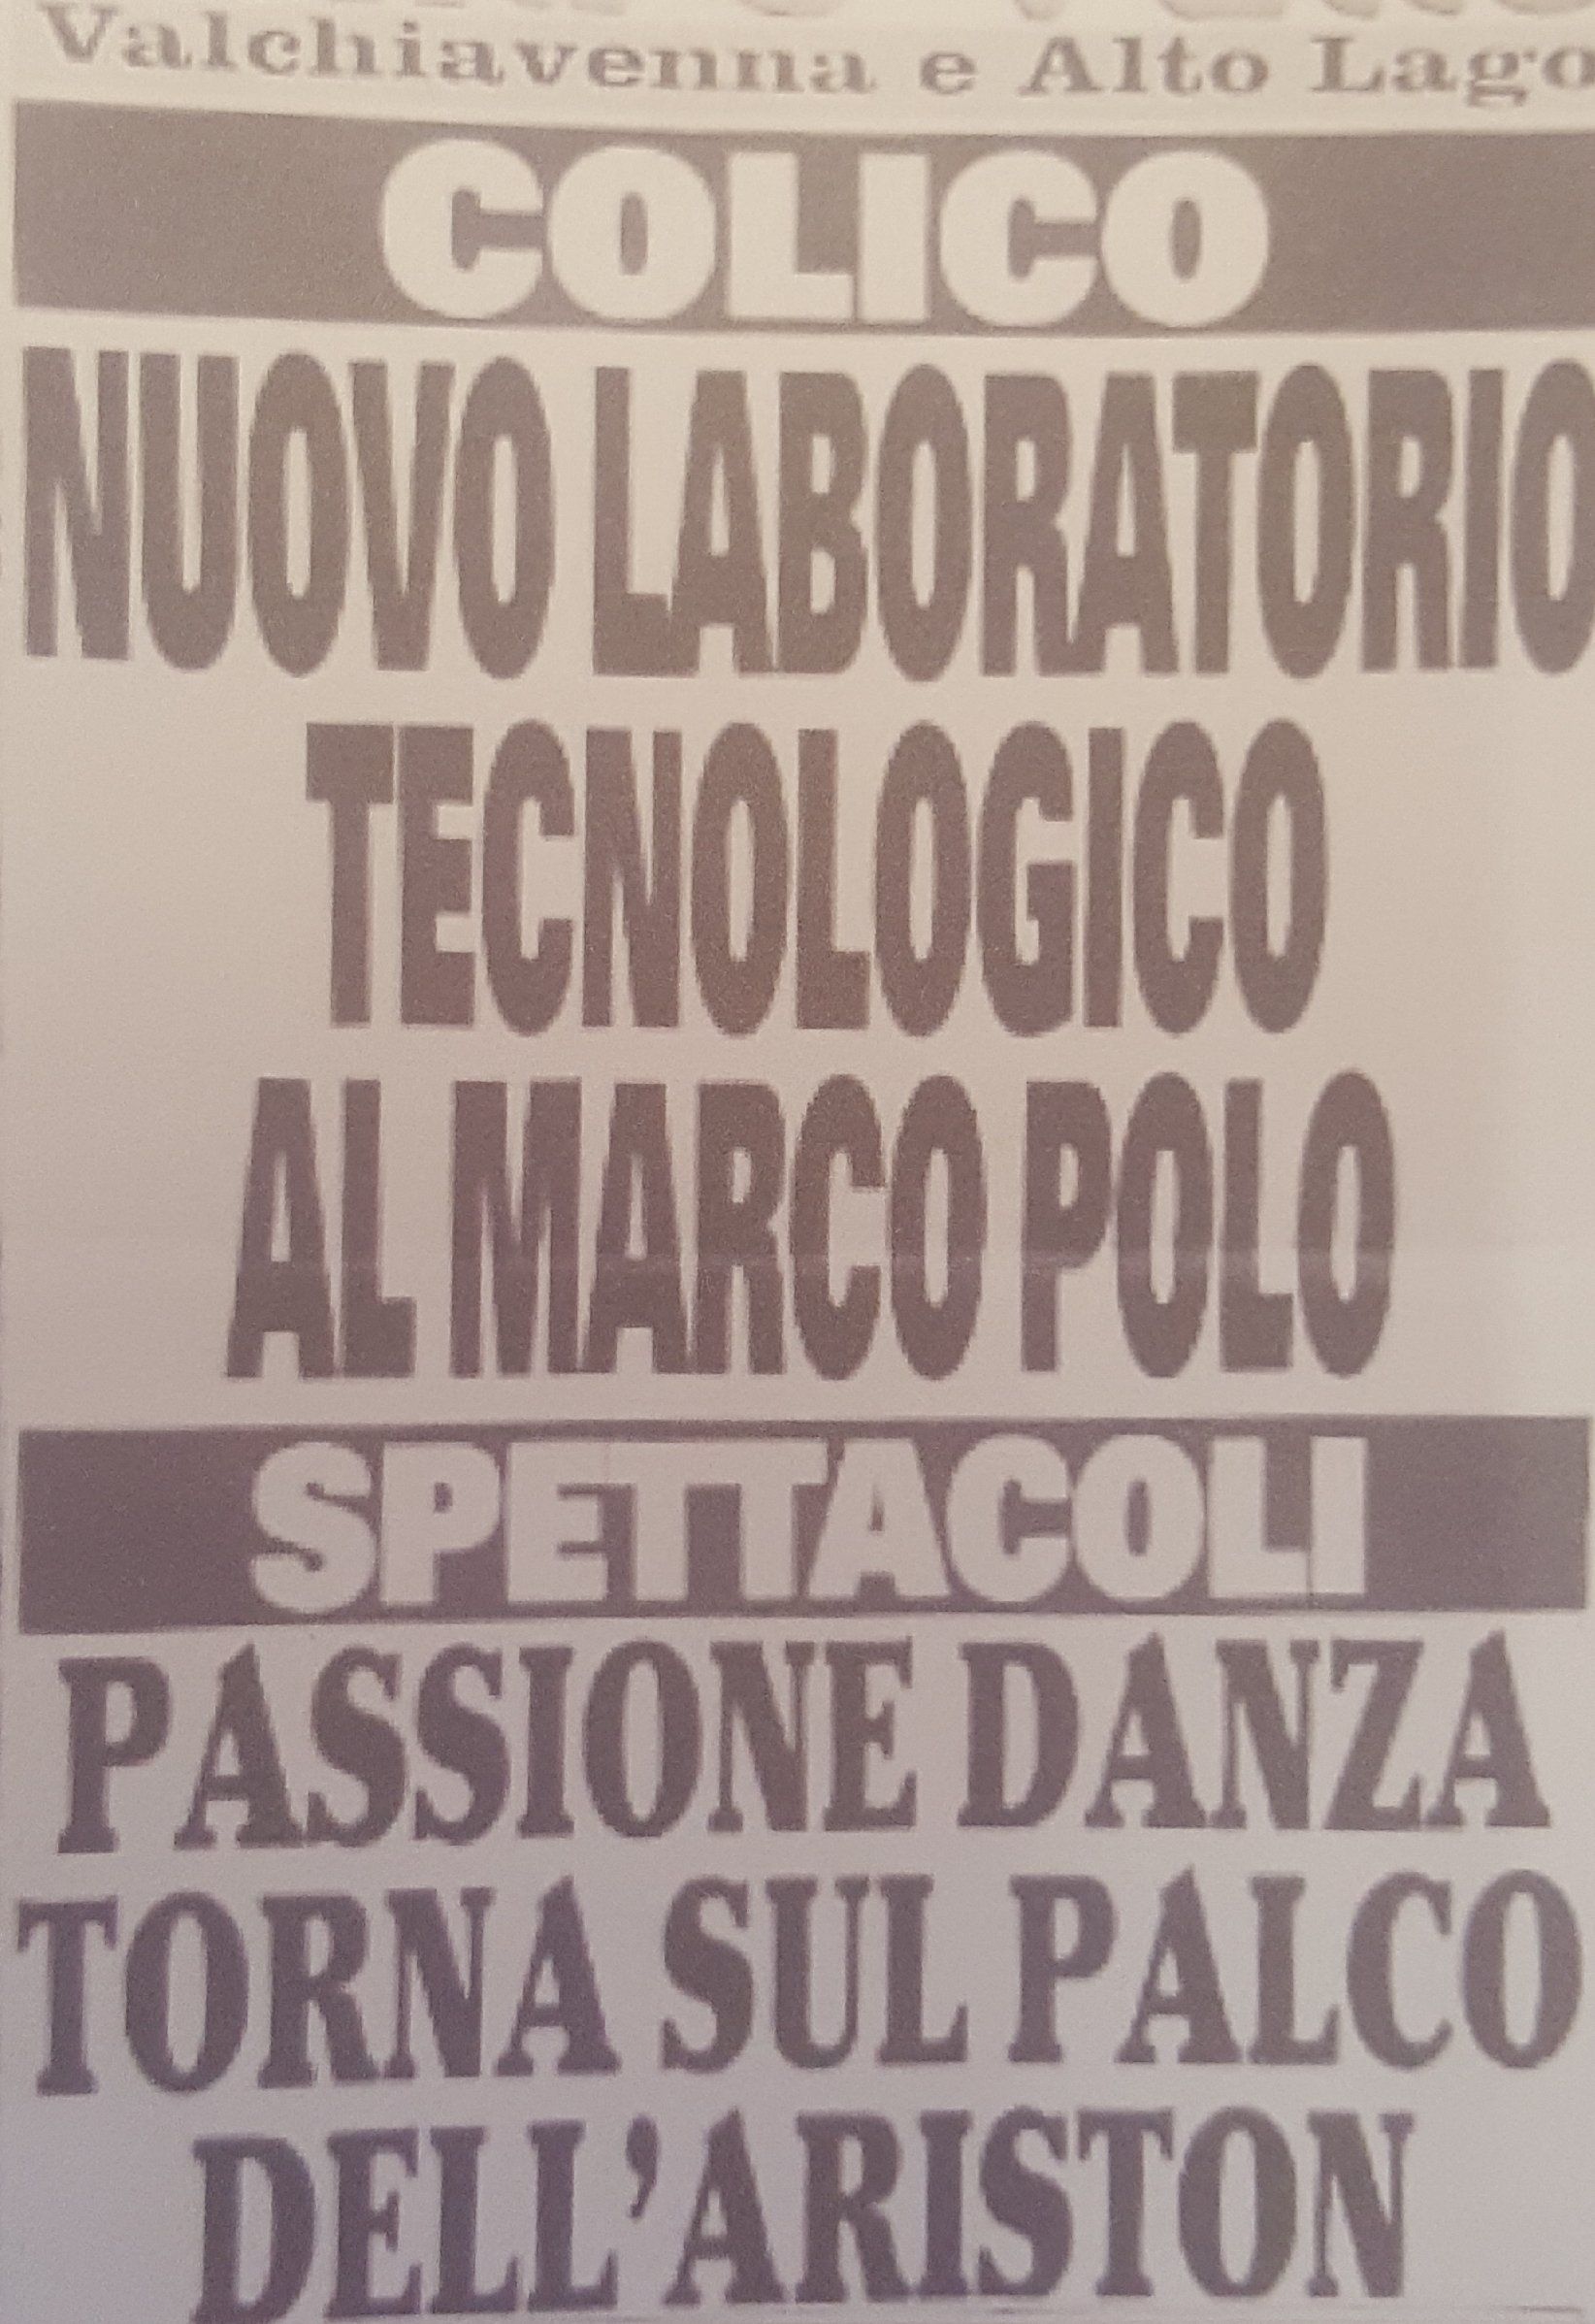 Valchiavenna e Alto Lago
COLICO
NUOVO LABORATORIO
TECNOLOGICO
AL MARCO POLO
SPETTACOLI
PASSIONE DANZA
TORNA SUL PALCO
DELL'ARISTON